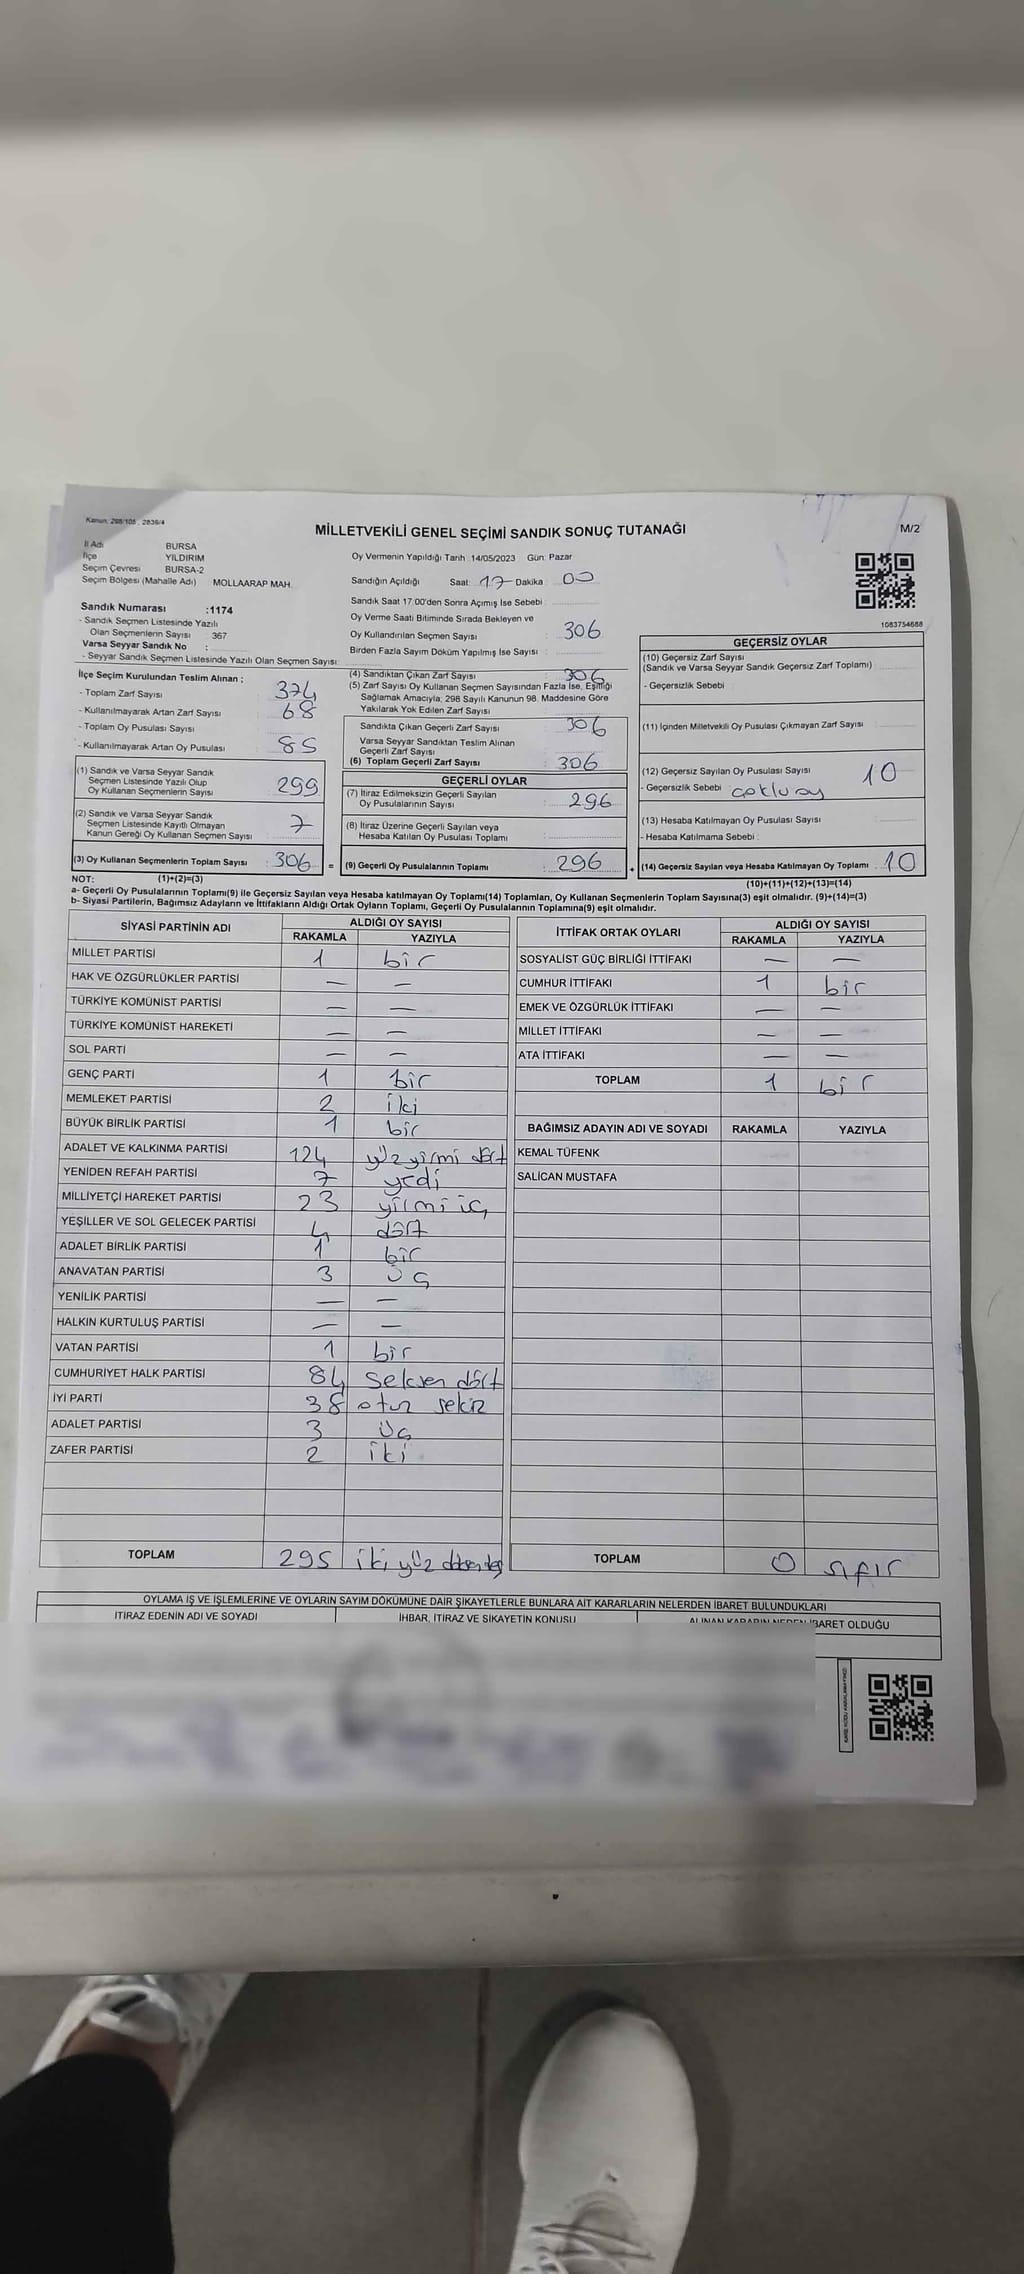 Kanun: 298/105 , 2839/4
MİLLETVEKİLİ GENEL SEÇİMİ SANDIK SONUÇ TUTANAĞI
M/2
İl Adı BURSA
İlçe YILDIRIM
Seçim Çevresi BURSA-2
Seçim Bölgesi (Mahalle Adı) MOLLAARAP MAH.
Oy Vermenin Yapıldığı Tarih :14/05/2023 Gün: Pazar
Sandığın Açıldığı Saat: 17 Dakika : 00
Sandık Saat 17:00'den Sonra Açımış İse Sebebi :
Oy Verme Saati Bitiminde Sırada Bekleyen ve
Oy Kullandırılan Seçmen Sayısı : 306
Birden Fazla Sayım Döküm Yapılmış İse Sayısı :
1083754688
Sandık Numarası :1174
- Sandık Seçmen Listesinde Yazılı
Olan Seçmenlerin Sayısı : 367
Varsa Seyyar Sandık No :
- Seyyar Sandık Seçmen Listesinde Yazılı Olan Seçmen Sayısı:
İlçe Seçim Kurulundan Teslim Alınan :
- Toplam Zarf Sayısı : 374
- Kullanılmayarak Artan Zarf Sayısı : 68
- Toplam Oy Pusulası Sayısı :
- Kullanılmayarak Artan Oy Pusulası : 85
(4) Sandıktan Çıkan Zarf Sayısı : 306
(5) Zarf Sayısı Oy Kullanan Seçmen Sayısından Fazla İse, Eşitliği
Sağlamak Amacıyla; 298 Sayılı Kanunun 98. Maddesine Göre
Yakılarak Yok Edilen Zarf Sayısı :
Sandıkta Çıkan Geçerli Zarf Sayısı : 306
Varsa Seyyar Sandıktan Teslim Alınan
Geçerli Zarf Sayısı :
(6) Toplam Geçerli Zarf Sayısı : 306
GEÇERSİZ OYLAR
(10) Geçersiz Zarf Sayısı
(Sandık ve Varsa Seyyar Sandık Geçersiz Zarf Toplamı) :
- Geçersizlik Sebebi :
(11) İçinden Milletvekili Oy Pusulası Çıkmayan Zarf Sayısı :
(12) Geçersiz Sayılan Oy Pusulası Sayısı : 10
- Geçersizlik Sebebi : çoklu oy
(13) Hesaba Katılmayan Oy Pusulası Sayısı :
- Hesaba Katılmama Sebebi :
(14) Geçersiz Sayılan veya Hesaba Katılmayan Oy Toplamı : 10
(10)+(11)+(12)+(13)=(14)
(1) Sandık ve Varsa Seyyar Sandık
Seçmen Listesinde Yazılı Olup
Oy Kullanan Seçmenlerin Sayısı : 299
(2) Sandık ve Varsa Seyyar Sandık
Seçmen Listesinde Kayıtlı Olmayan
Kanun Gereği Oy Kullanan Seçmen Sayısı : 7
(3) Oy Kullanan Seçmenlerin Toplam Sayısı : 306 =
GEÇERLİ OYLAR
(7) İtiraz Edilmeksizin Geçerli Sayılan
Oy Pusulalarının Sayısı : 296
(8) İtiraz Üzerine Geçerli Sayılan veya
Hesaba Katılan Oy Pusulası Toplamı :
(9) Geçerli Oy Pusulalarının Toplamı : 296 +
NOT: (1)+(2)=(3)
a- Geçerli Oy Pusulalarının Toplamı(9) ile Geçersiz Sayılan veya Hesaba katılmayan Oy Toplamı(14) Toplamları, Oy Kullanan Seçmenlerin Toplam Sayısına(3) eşit olmalıdır. (9)+(14)=(3)
b- Siyasi Partilerin, Bağımsız Adayların ve İttifakların Aldığı Ortak Oyların Toplamı, Geçerli Oy Pusulalarının Toplamına(9) eşit olmalıdır.
SİYASİ PARTİNİN ADI ALDIĞI OY SAYISI
RAKAMLA YAZIYLA
MİLLET PARTİSİ 1 bir
HAK VE ÖZGÜRLÜKLER PARTİSİ — —
TÜRKİYE KOMÜNİST PARTİSİ — —
TÜRKİYE KOMÜNİST HAREKETİ — —
SOL PARTİ — —
GENÇ PARTİ 1 bir
MEMLEKET PARTİSİ 2 iki
BÜYÜK BİRLİK PARTİSİ 1 bir
ADALET VE KALKINMA PARTİSİ 124 yüz yirmi dört
YENİDEN REFAH PARTİSİ 7 yedi
MİLLİYETÇİ HAREKET PARTİSİ 23 yirmi üç
YEŞİLLER VE SOL GELECEK PARTİSİ 4 dört
ADALET BİRLİK PARTİSİ 1 bir
ANAVATAN PARTİSİ 3 üç
YENİLİK PARTİSİ — —
HALKIN KURTULUŞ PARTİSİ — —
VATAN PARTİSİ 1 bir
CUMHURİYET HALK PARTİSİ 84 seksen dört
İYİ PARTİ 38 otuz sekiz
ADALET PARTİSİ 3 üç
ZAFER PARTİSİ 2 iki
TOPLAM 295 iki yüz doksan beş
İTTİFAK ORTAK OYLARI ALDIĞI OY SAYISI
RAKAMLA YAZIYLA
SOSYALİST GÜÇ BİRLİĞİ İTTİFAKI — —
CUMHUR İTTİFAKI 1 bir
EMEK VE ÖZGÜRLÜK İTTİFAKI — —
MİLLET İTTİFAKI — —
ATA İTTİFAKI — —
TOPLAM 1 bir
BAĞIMSIZ ADAYIN ADI VE SOYADI RAKAMLA YAZIYLA
KEMAL TÜFENK
SALİCAN MUSTAFA
TOPLAM 0 sıfır
OYLAMA İŞ VE İŞLEMLERİNE VE OYLARIN SAYIM DÖKÜMÜNE DAİR ŞİKAYETLERLE BUNLARA AİT KARARLARIN NELERDEN İBARET BULUNDUKLARI
İTİRAZ EDENİN ADI VE SOYADI İHBAR, İTİRAZ VE ŞİKAYETİN KONUSU ALINAN KARARIN NEDEN İBARET OLDUĞU